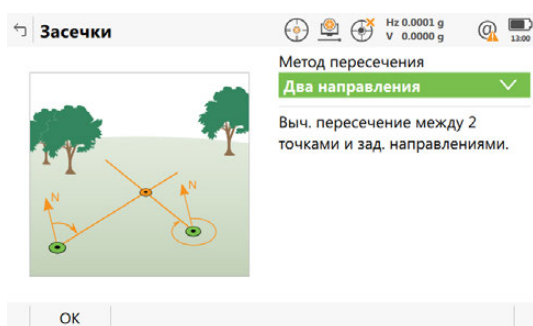 Засечки
Hz 0.0001 g
V 0.0000 g
13:00
Метод пересечения
Два направления
Выч. пересечение между 2
точками и зад. направлениями.
N
N
OK